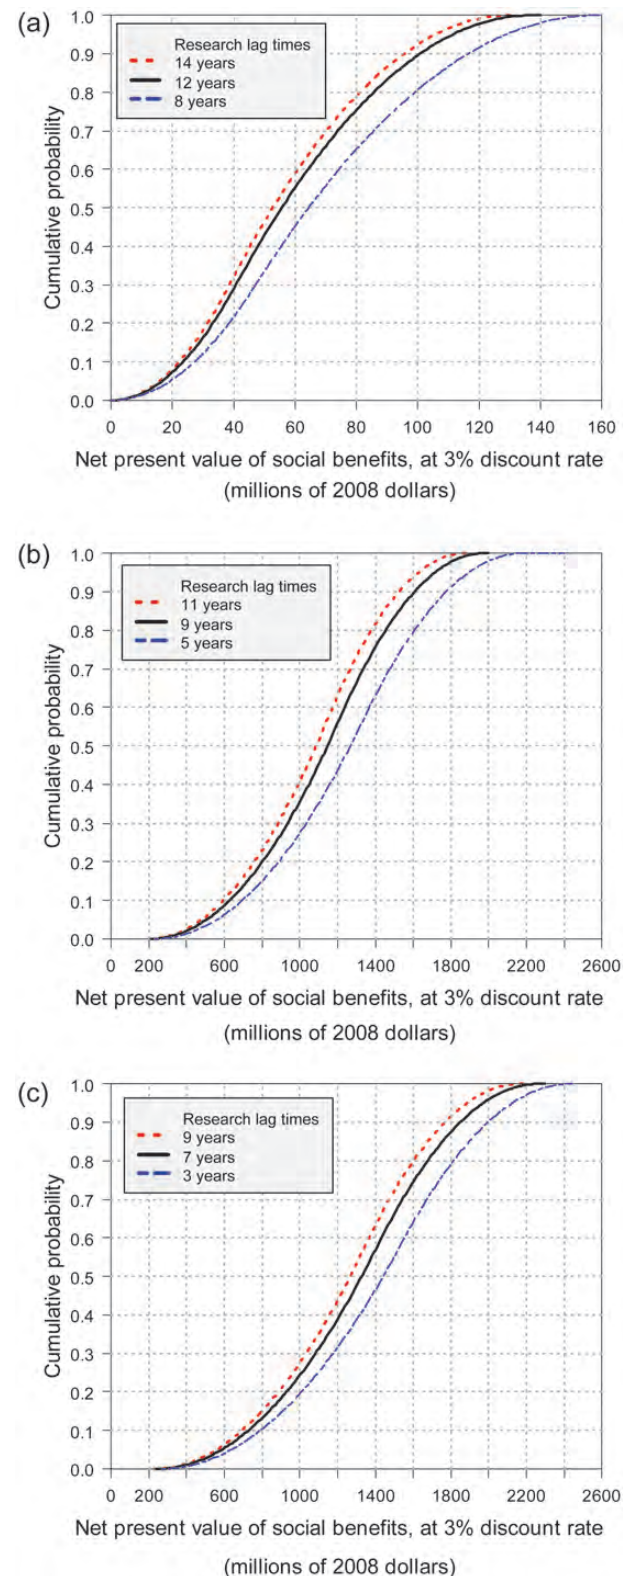 (a)
Research lag times
14 years
12 years
8 years
1.0
0.9
0.8
0.7
0.6
0.5
0.4
0.3
0.2
0.1
0.0
Cumulative probability
0 20 40 60 80 100 120 140 160
Net present value of social benefits, at 3% discount rate
(millions of 2008 dollars)
(b)
Research lag times
11 years
9 years
5 years
1.0
0.9
0.8
0.7
0.6
0.5
0.4
0.3
0.2
0.1
0.0
Cumulative probability
0 200 600 1000 1400 1800 2200 2600
Net present value of social benefits, at 3% discount rate
(millions of 2008 dollars)
(c)
Research lag times
9 years
7 years
3 years
1.0
0.9
0.8
0.7
0.6
0.5
0.4
0.3
0.2
0.1
0.0
Cumulative probability
0 200 600 1000 1400 1800 2200 2600
Net present value of social benefits, at 3% discount rate
(millions of 2008 dollars)